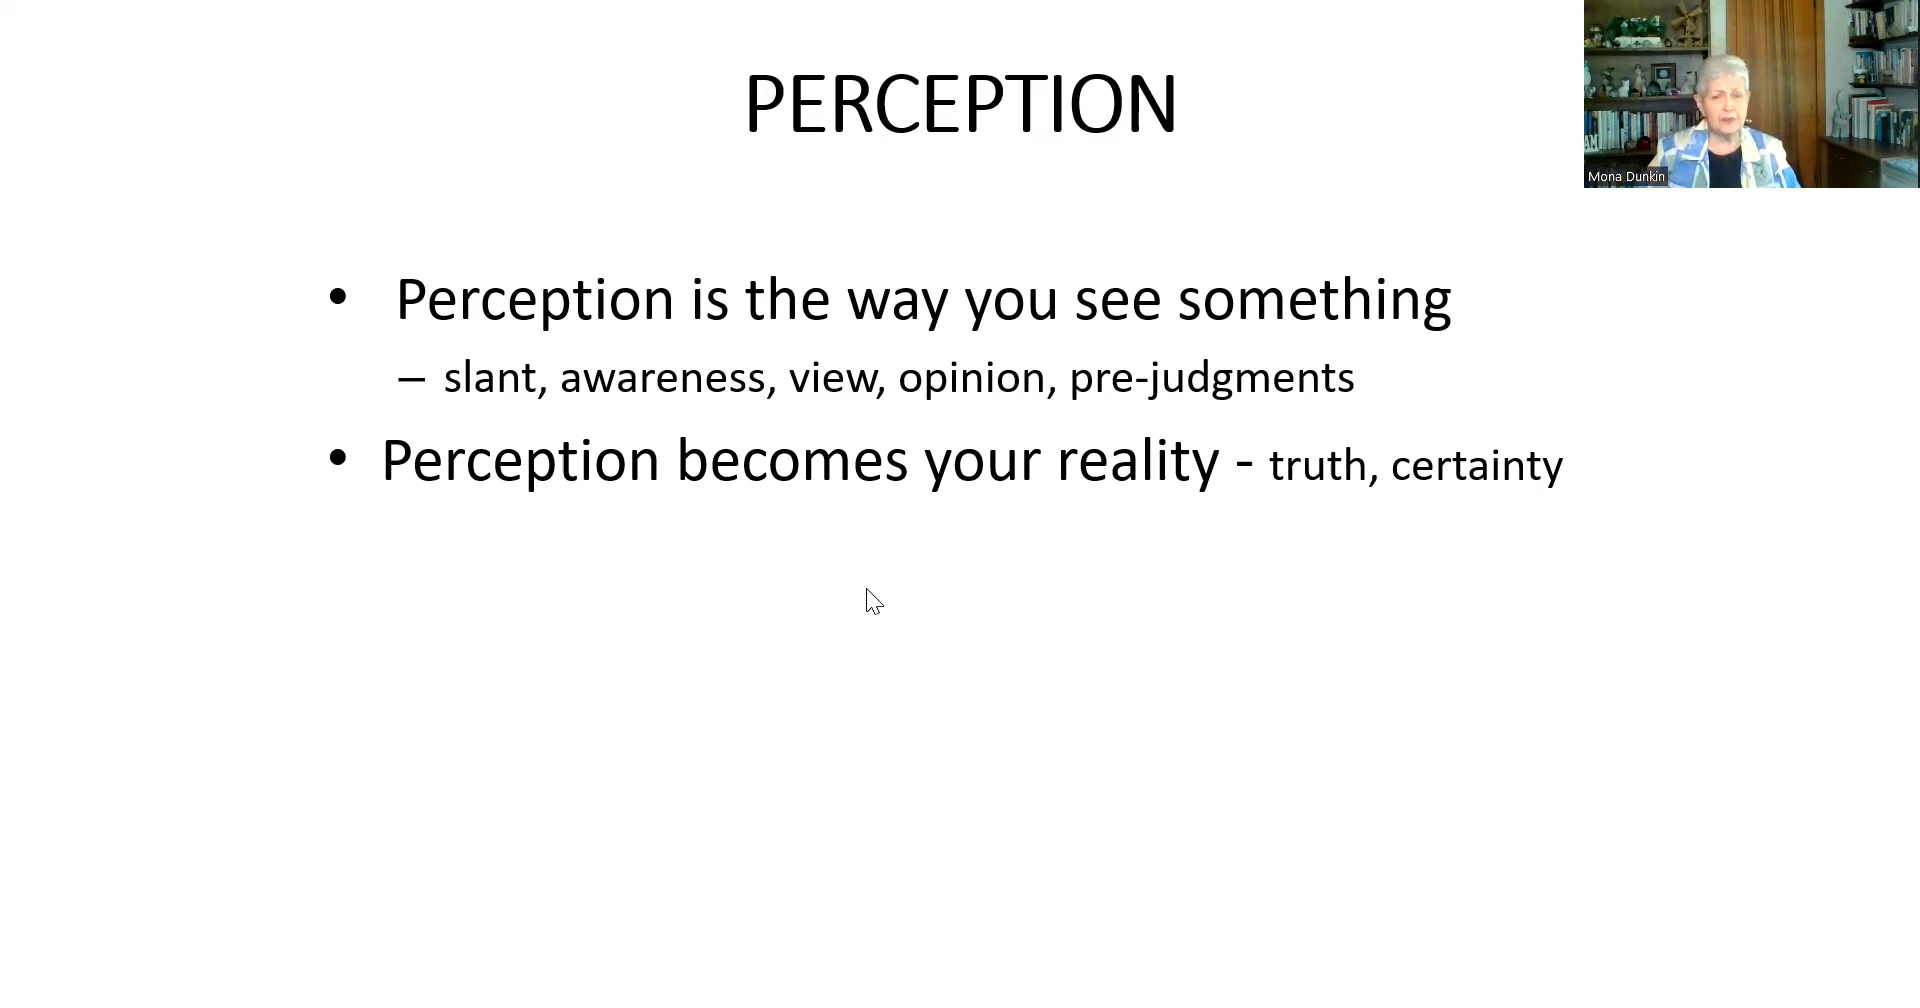 PERCEPTION
Mona Dunkin
• Perception is the way you see something
– slant, awareness, view, opinion, pre-judgments
• Perception becomes your reality - truth, certainty